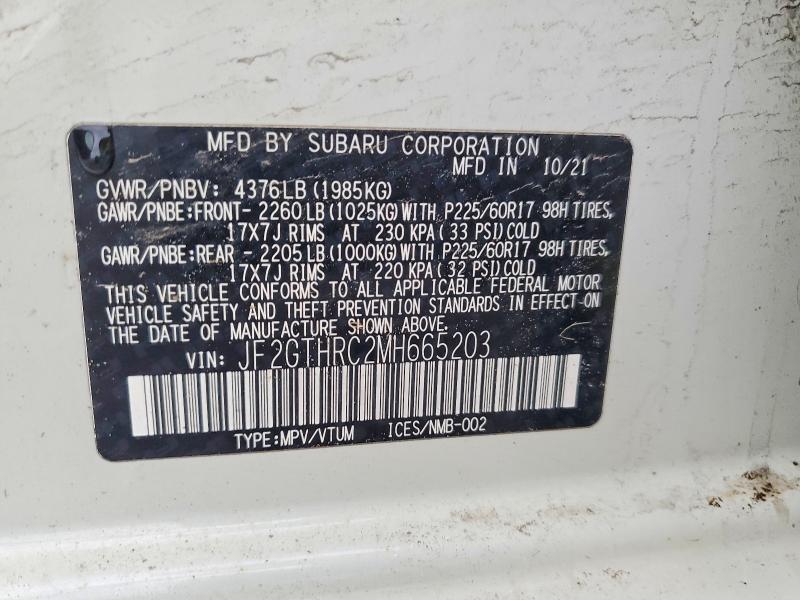 MFD BY SUBARU CORPORATION
MFD IN 10/21
GVWR/PNBV: 4376LB (1985KG)
GAWR/PNBE:FRONT- 2260 LB (1025KG) WITH P225/60R17 98H TIRES,
17X7J RIMS AT 230 KPA ( 33 PSI) COLD
GAWR/PNBE:REAR - 2205 LB (1000KG) WITH P225/60R17 98H TIRES,
17X7J RIMS AT 220 KPA ( 32 PSI) COLD
THIS VEHICLE CONFORMS TO ALL APPLICABLE FEDERAL MOTOR
VEHICLE SAFETY AND THEFT PREVENTION STANDARDS IN EFFECT-ON
THE DATE OF MANUFACTURE SHOWN ABOVE.
VIN: JF2GTHRC2MH665203
TYPE:MPV/VTUM ICES/NMB-002